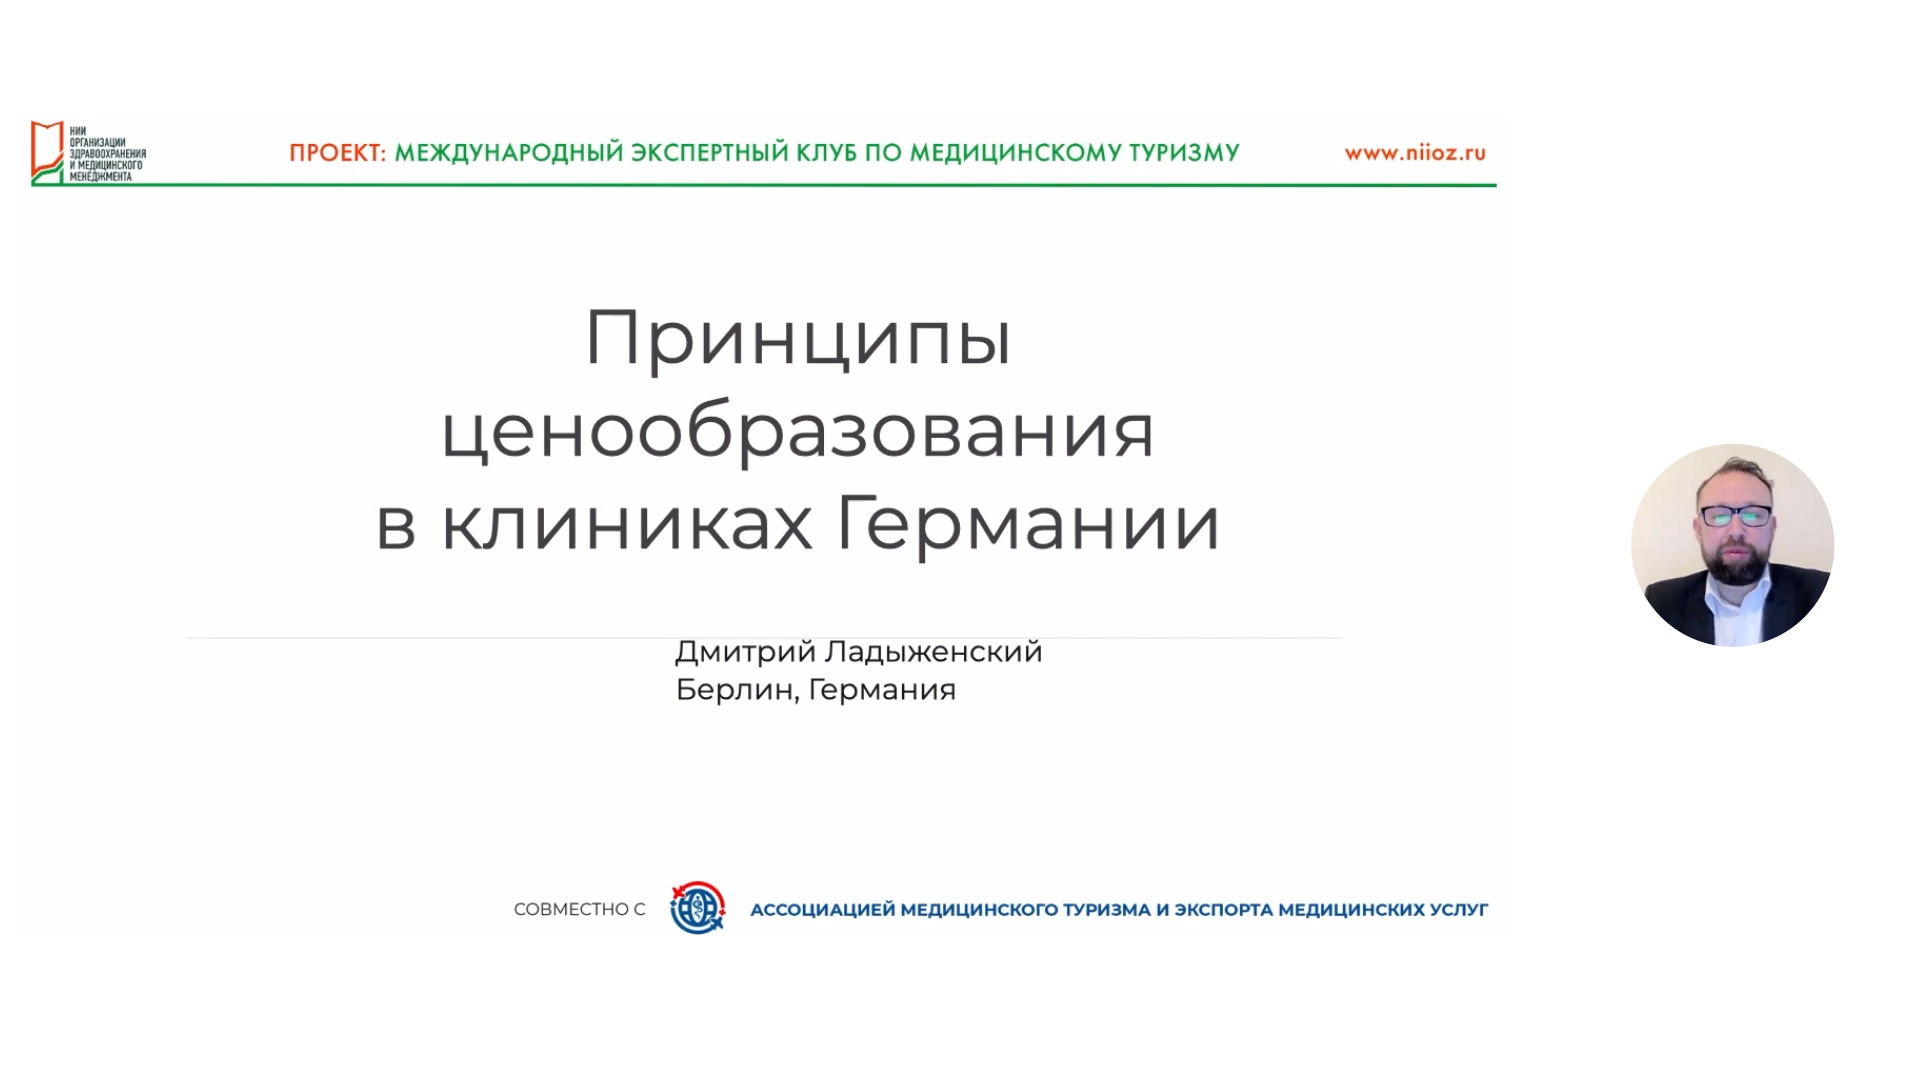 НИИ
ОРГАНИЗАЦИИ
ЗДРАВООХРАНЕНИЯ
И МЕДИЦИНСКОГО
МЕНЕДЖМЕНТА
ПРОЕКТ: МЕЖДУНАРОДНЫЙ ЭКСПЕРТНЫЙ КЛУБ ПО МЕДИЦИНСКОМУ ТУРИЗМУ
www.niioz.ru
Принципы
ценообразования
в клиниках Германии
Дмитрий Ладыженский
Берлин, Германия
СОВМЕСТНО С
АССОЦИАЦИЕЙ МЕДИЦИНСКОГО ТУРИЗМА И ЭКСПОРТА МЕДИЦИНСКИХ УСЛУГ